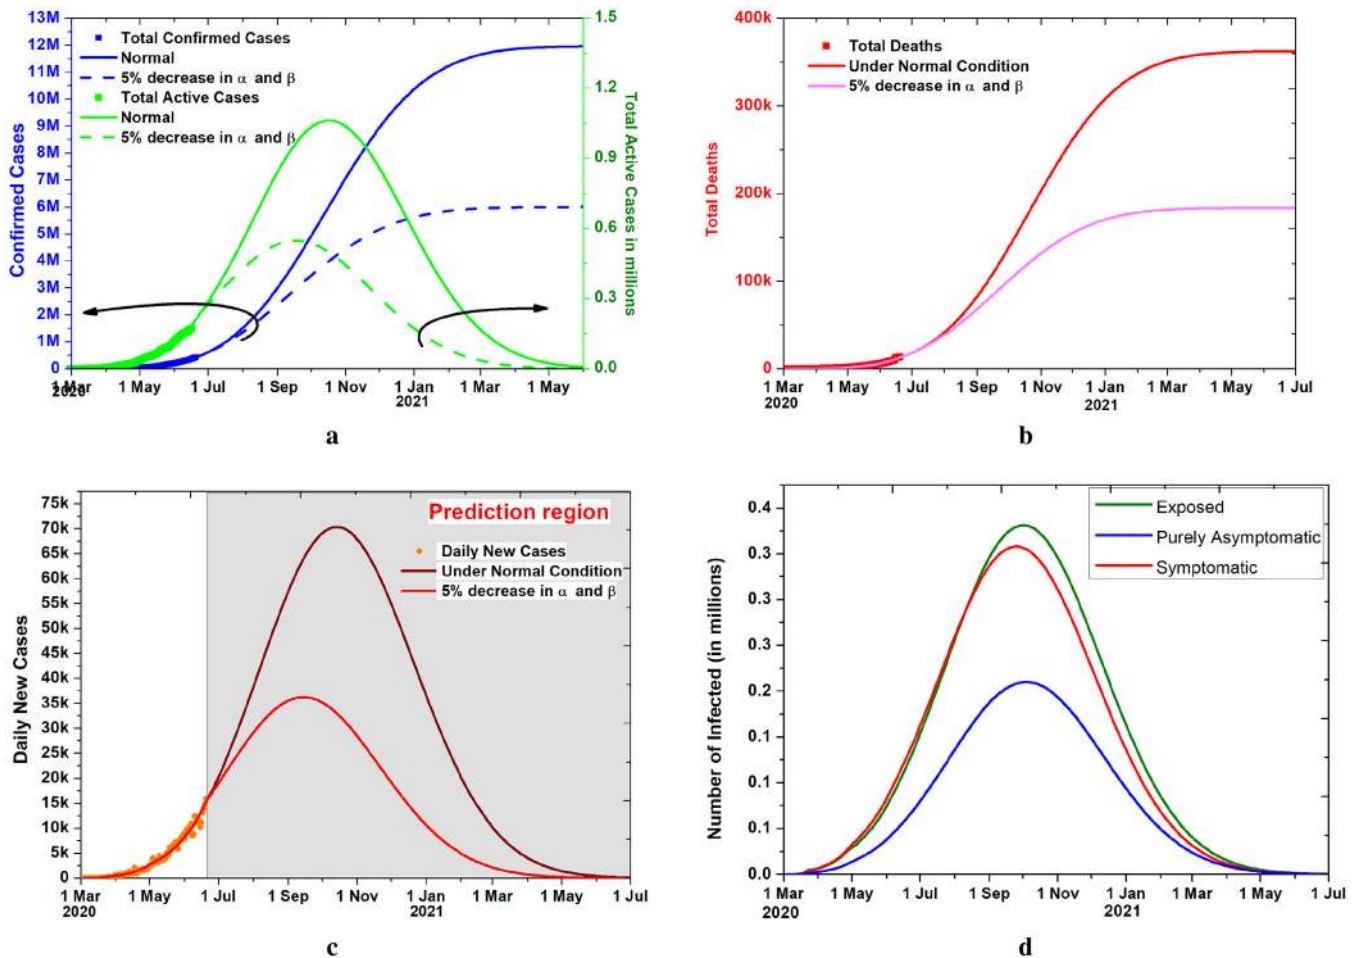 13M
12M
11M
10M
9M
8M
7M
6M
5M
4M
3M
2M
1M
0
Confirmed Cases
Total Confirmed Cases
Normal
5% decrease in α and β
Total Active Cases
Normal
5% decrease in α and β
1.5
1.2
0.9
0.6
0.3
0.0
Total Active Cases in millions
1 Mar 1 May 1 Jul 1 Sep 1 Nov 1 Jan 1 Mar 1 May
2020 2021
a
400k
300k
200k
100k
0
Total Deaths
Total Deaths
Under Normal Condition
5% decrease in α and β
1 Mar 1 May 1 Jul 1 Sep 1 Nov 1 Jan 1 Mar 1 May 1 Jul
2020 2021
b
75k
70k
65k
60k
55k
50k
45k
40k
35k
30k
25k
20k
15k
10k
5k
0
Daily New Cases
Prediction region
Daily New Cases
Under Normal Condition
5% decrease in α and β
1 Mar 1 May 1 Jul 1 Sep 1 Nov 1 Jan 1 Mar 1 May 1 Jul
2020 2021
c
0.4
0.3
0.3
0.3
0.2
0.1
0.1
0.1
0.0
Number of Infected (in millions)
Exposed
Purely Asymptomatic
Symptomatic
1 Mar 1 May 1 Jul 1 Sep 1 Nov 1 Jan 1 Mar 1 May 1 Jul
2020 2021
d